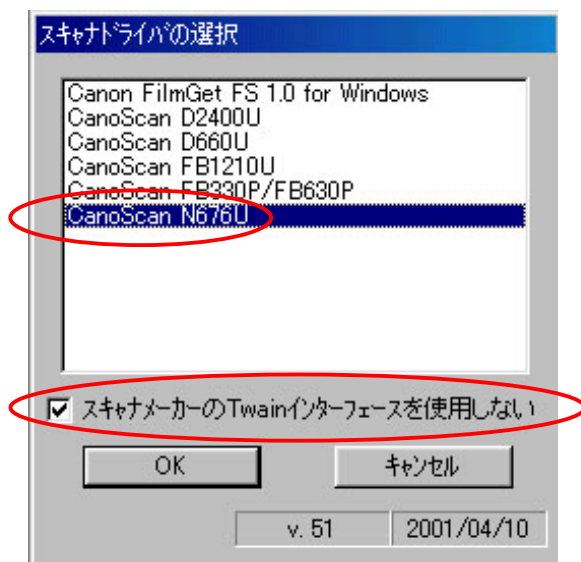 スキャナドライバの選択
Canon FilmGet FS 1.0 for Windows
CanoScan D2400U
CanoScan D660U
CanoScan FB1210U
CanoScan FB330P/FB630P
CanoScan N676U
スキャナメーカーのTwainインターフェースを使用しない
OK
キャンセル
v. 51
2001/04/10